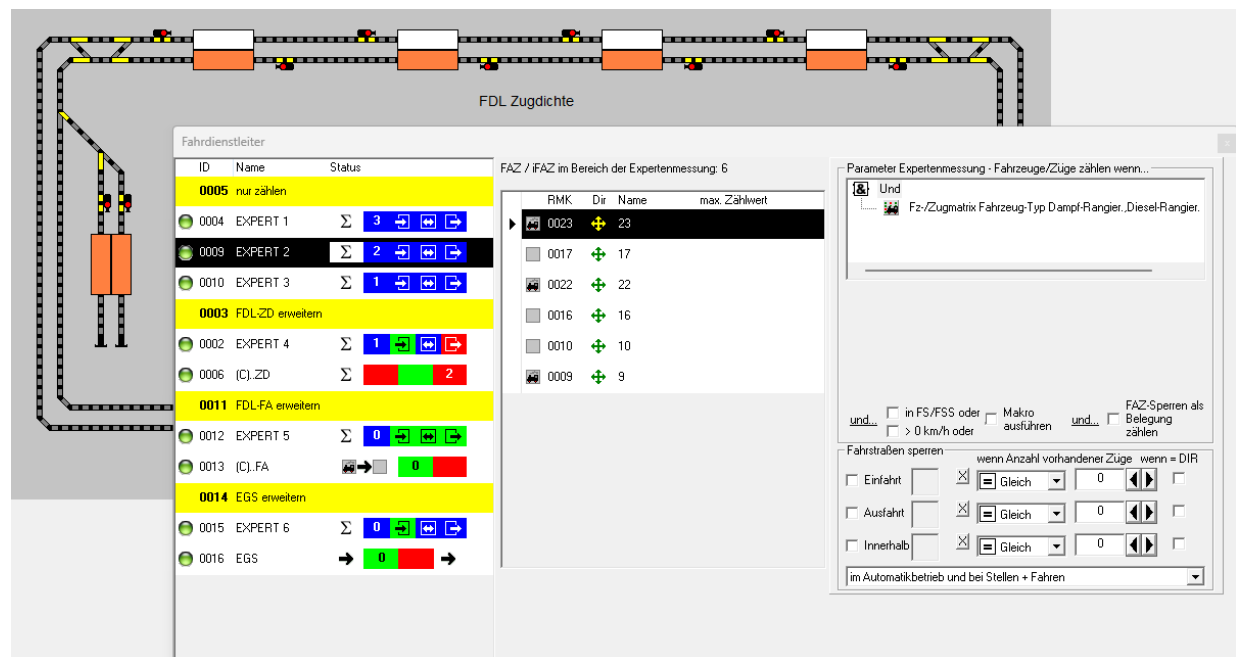 FDL Zugdichte
Fahrdienstleiter
x
ID Name Status
0005 nur zählen
0004 EXPERT 1 Σ 3
0009 EXPERT 2 Σ 2
0010 EXPERT 3 Σ 1
0003 FDL-ZD erweitern
0002 EXPERT 4 Σ 1
0006 (C)..ZD Σ 2
0011 FDL-FA erweitern
0012 EXPERT 5 Σ 0
0013 (C)..FA 0
0014 EGS erweitern
0015 EXPERT 6 Σ 0
0016 EGS 0
FAZ / iFAZ im Bereich der Expertenmessung: 6
RMK Dir Name max. Zählwert
0023 23
0017 17
0022 22
0016 16
0010 10
0009 9
Parameter Expertenmessung - Fahrzeuge/Züge zählen wenn...
& Und
Fz-/Zugmatrix Fahrzeug-Typ Dampf-Rangier.,Diesel-Rangier.
und... in FS/FSS oder
> 0 km/h oder
Makro
ausführen
und... FAZ-Sperren als
Belegung
zählen
Fahrstraßen sperren
wenn Anzahl vorhandener Züge wenn = DIR
Einfahrt X = Gleich 0
Ausfahrt X = Gleich 0
Innerhalb X = Gleich 0
im Automatikbetrieb und bei Stellen + Fahren